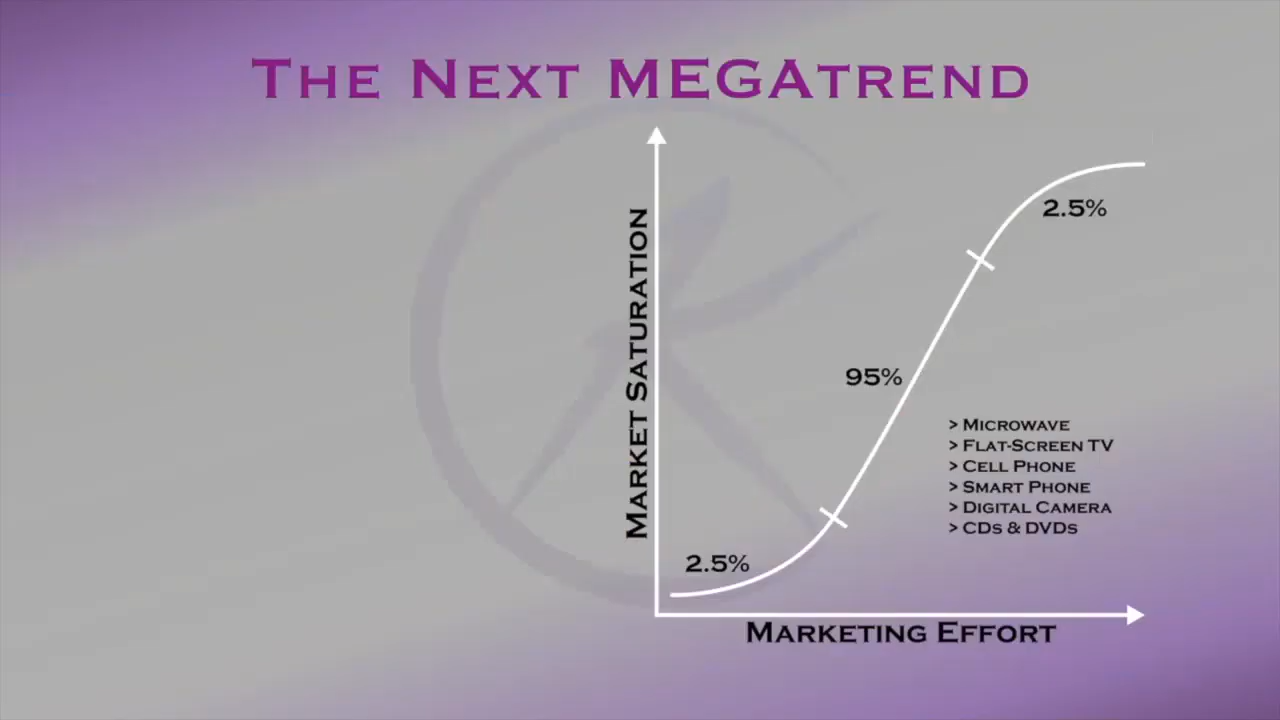 The Next MEGAtrend
Market Saturation
2.5%
95%
> Microwave
> Flat-Screen TV
> Cell Phone
> Smart Phone
> Digital Camera
> CDs & DVDs
2.5%
Marketing Effort